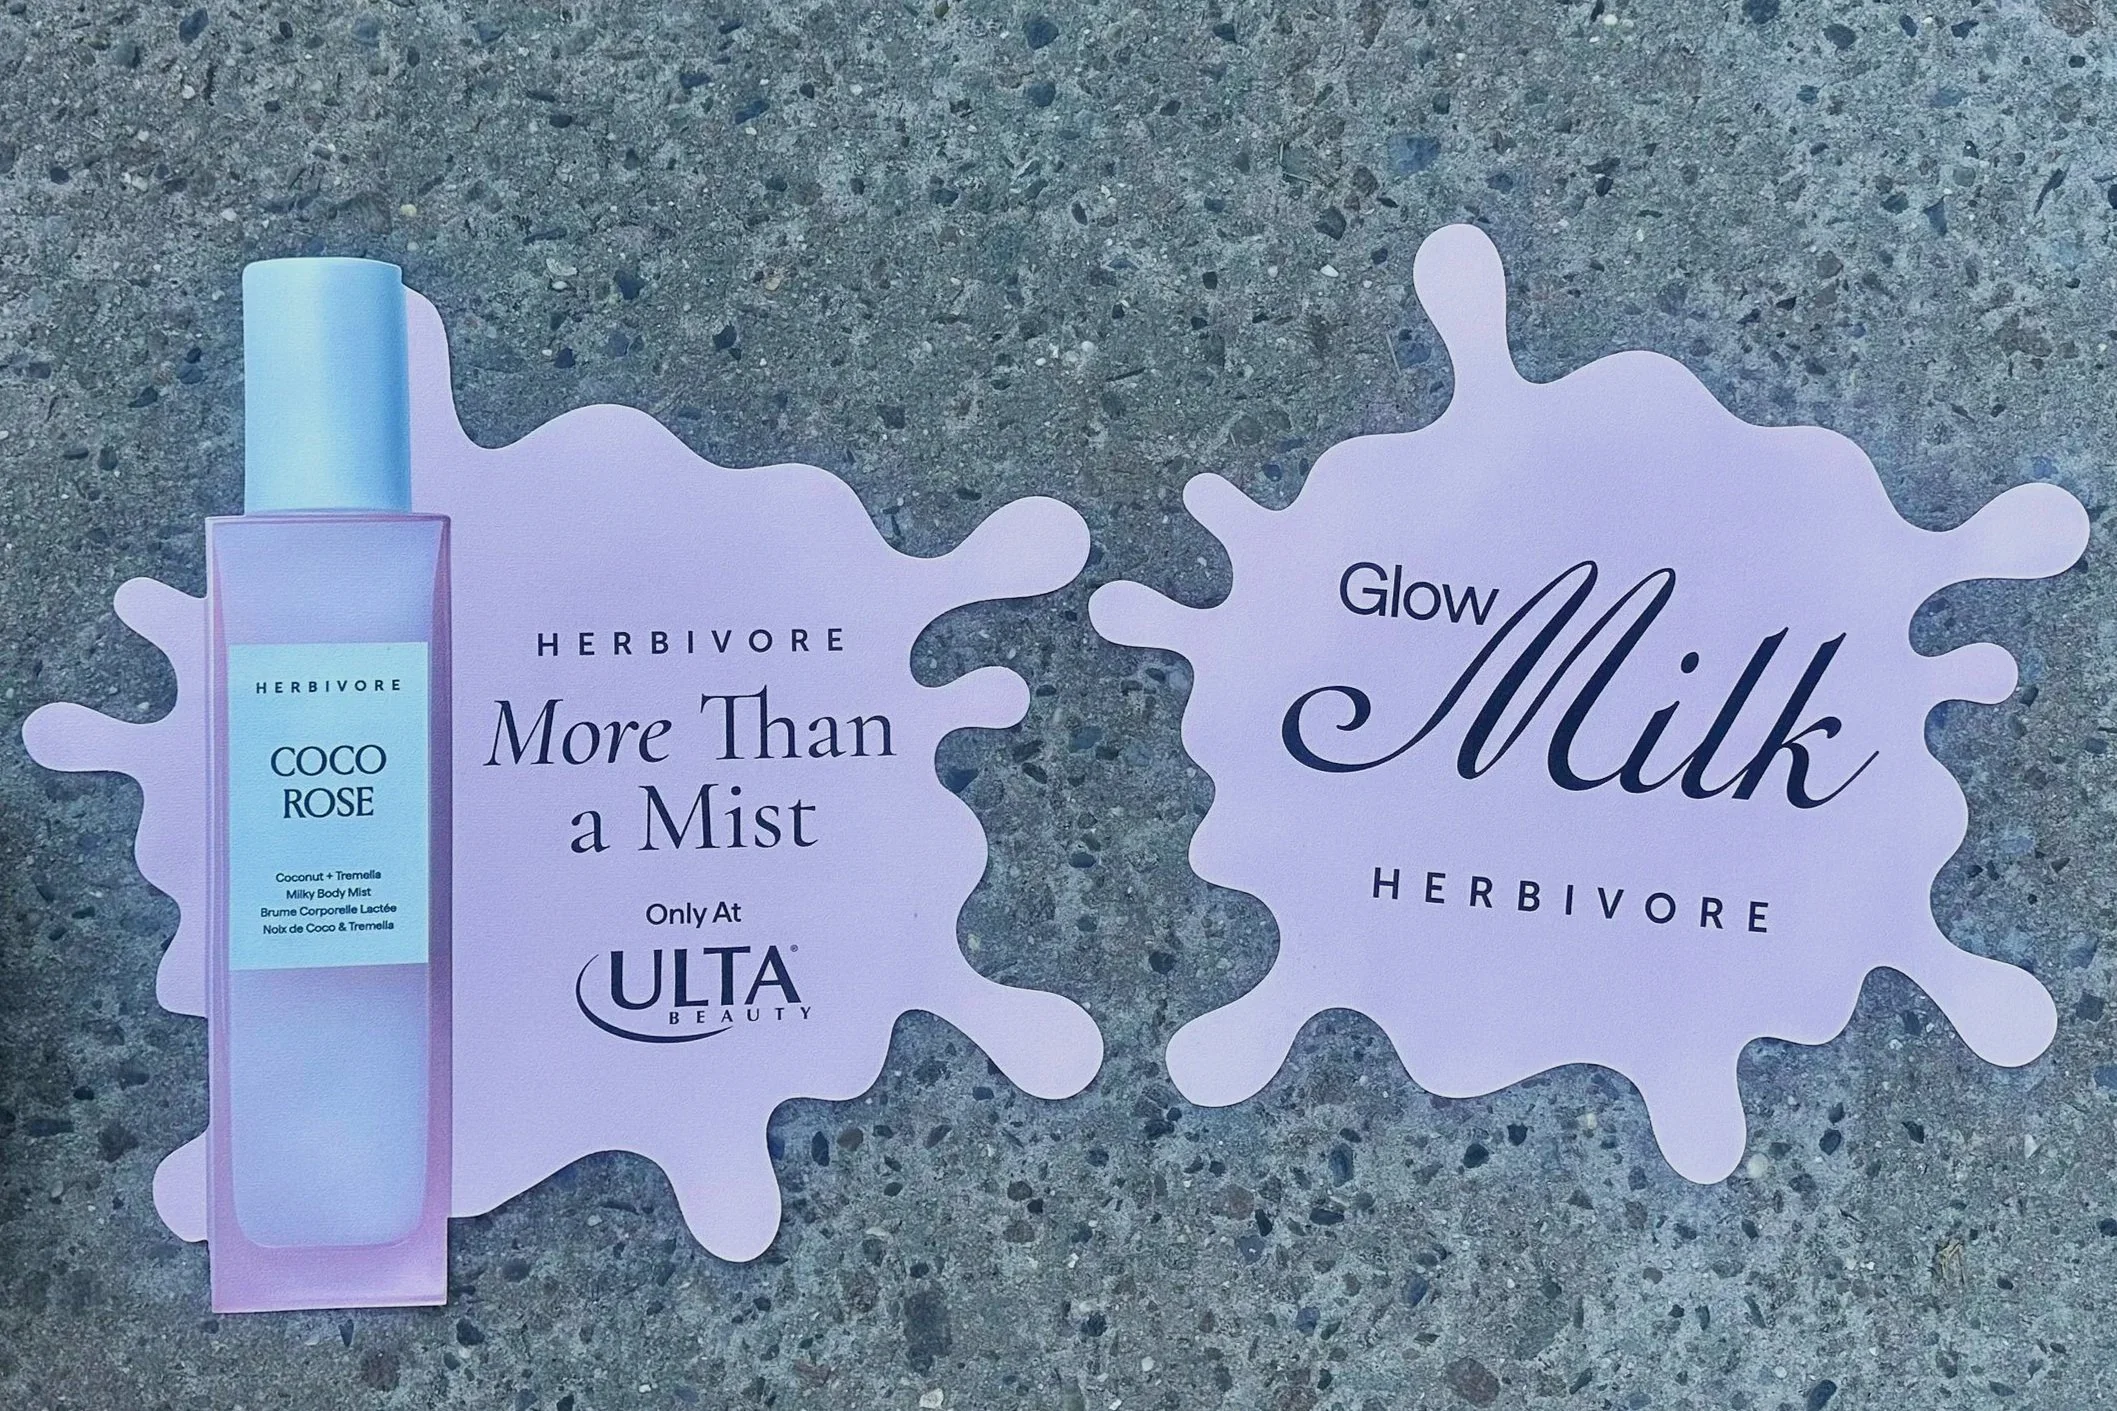 HERBIVORE
COCO
ROSE
Coconut + Tremella
Milky Body Mist
Brume Corporelle Lactée
Noix de Coco & Tremella
HERBIVORE
More Than
a Mist
Only At
ULTA®
BEAUTY
Glow
Milk
HERBIVORE